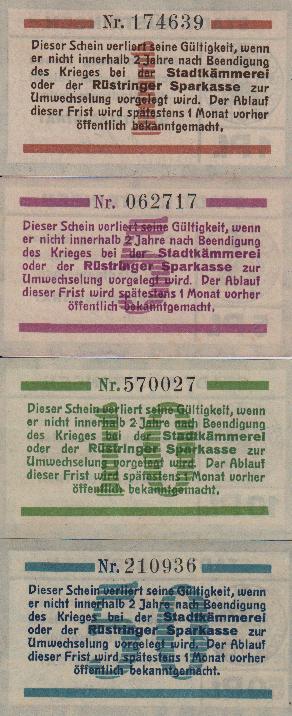 Nr. 174639
Dieser Schein verliert seine Gültigkeit, wenn
er nicht innerhalb 2 Jahre nach Beendigung
des Krieges bei der Stadtkämmerei
oder der Rüstringer Sparkasse zur
Umwechselung vorgelegt wird. Der Ablauf
dieser Frist wird spätestens 1 Monat vorher
öffentlich bekanntgemacht.
Nr. 062717
Dieser Schein verliert seine Gültigkeit, wenn
er nicht innerhalb 2 Jahre nach Beendigung
des Krieges bei der Stadtkämmerei
oder der Rüstringer Sparkasse zur
Umwechselung vorgelegt wird. Der Ablauf
dieser Frist wird spätestens 1 Monat vorher
öffentlich bekanntgemacht.
5
Nr. 570027
Dieser Schein verliert seine Gültigkeit, wenn
er nicht innerhalb 2 Jahre nach Beendigung
des Krieges bei der Stadtkämmerei
oder der Rüstringer Sparkasse zur
Umwechselung vorgelegt wird. Der Ablauf
dieser Frist wird spätestens 1 Monat vorher
öffentlich bekanntgemacht.
10
Nr. 210936
Dieser Schein verliert seine Gültigkeit, wenn
er nicht innerhalb 2 Jahre nach Beendigung
des Krieges bei der Stadtkämmerei
oder der Rüstringer Sparkasse zur
Umwechselung vorgelegt wird. Der Ablauf
dieser Frist wird spätestens 1 Monat vorher
öffentlich bekanntgemacht.
50